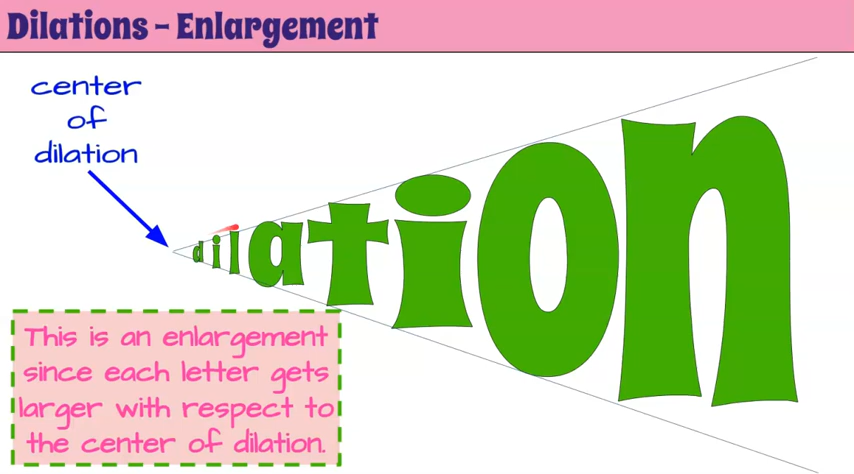 Dilations - Enlargement
center
of
dilation
dilation
This is an enlargement
since each letter gets
larger with respect to
the center of dilation.